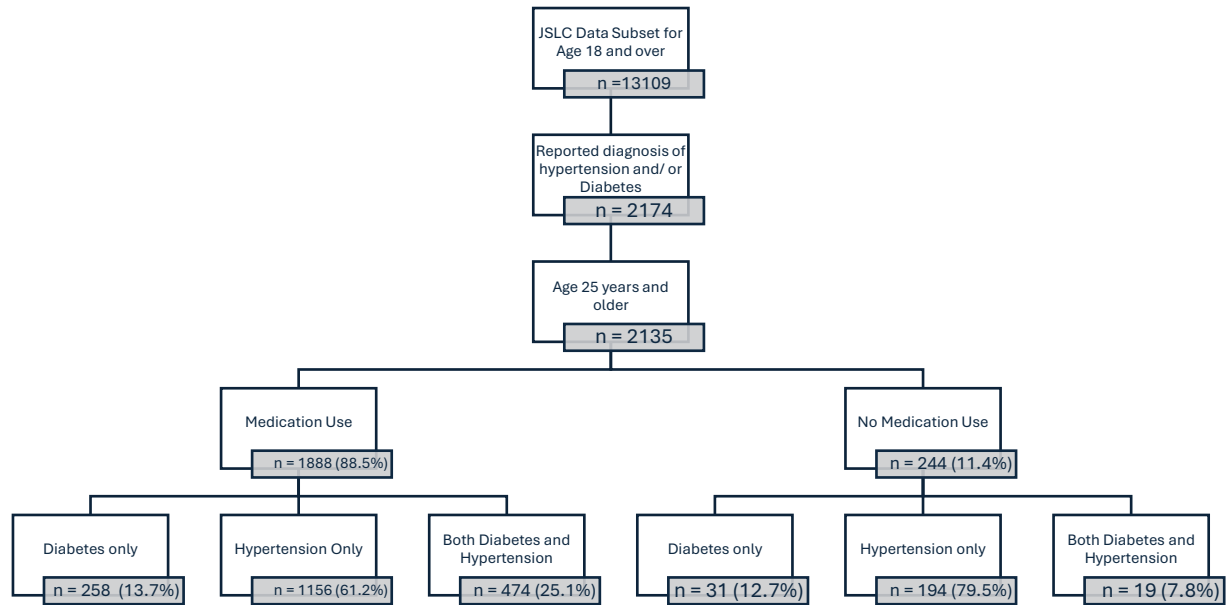 JSLC Data Subset for
Age 18 and over
n =13109
Reported diagnosis of
hypertension and/ or
Diabetes
n = 2174
Age 25 years and
older
n = 2135
Medication Use
n = 1888 (88.5%)
No Medication Use
n = 244 (11.4%)
Diabetes only
n = 258 (13.7%)
Hypertension Only
n = 1156 (61.2%)
Both Diabetes and
Hypertension
n = 474 (25.1%)
Diabetes only
n = 31 (12.7%)
Hypertension only
n = 194 (79.5%)
Both Diabetes and
Hypertension
n = 19 (7.8%)